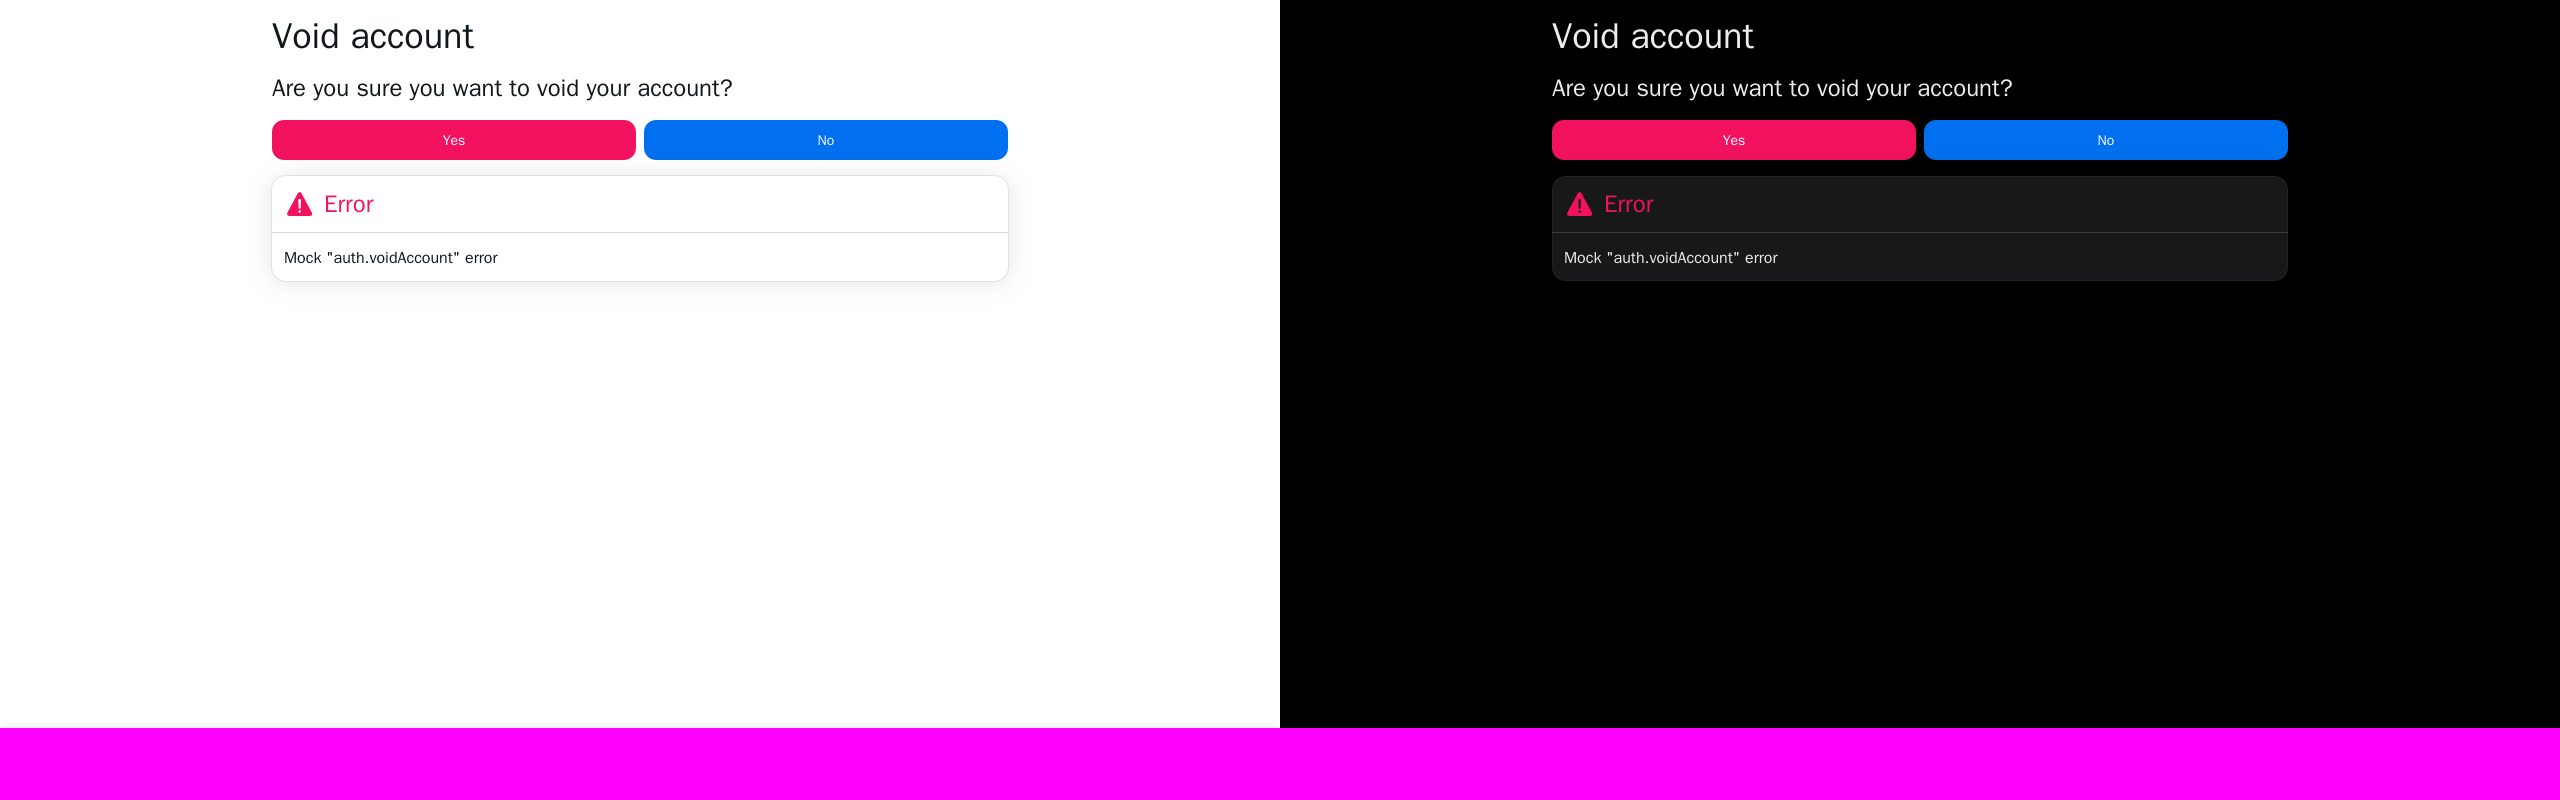 Void account
Are you sure you want to void your account?
Yes
No
Error
Mock "auth.voidAccount" error
Void account
Are you sure you want to void your account?
Yes
No
Error
Mock "auth.voidAccount" error